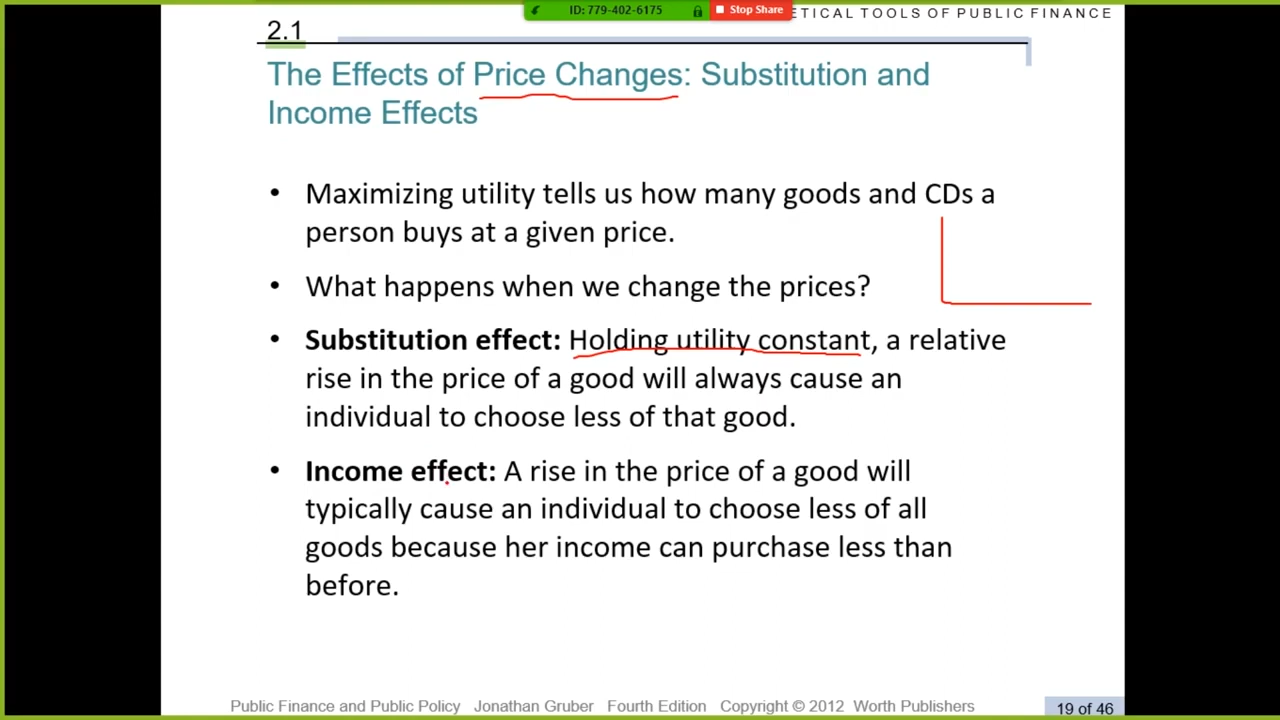 ID: 779-402-6175
Stop Share
ETICAL TOOLS OF PUBLIC FINANCE
2.1
The Effects of Price Changes: Substitution and
Income Effects
• Maximizing utility tells us how many goods and CDs a
person buys at a given price.
• What happens when we change the prices?
• Substitution effect: Holding utility constant, a relative
rise in the price of a good will always cause an
individual to choose less of that good.
• Income effect: A rise in the price of a good will
typically cause an individual to choose less of all
goods because her income can purchase less than
before.
Public Finance and Public Policy Jonathan Gruber Fourth Edition Copyright © 2012 Worth Publishers
19 of 46